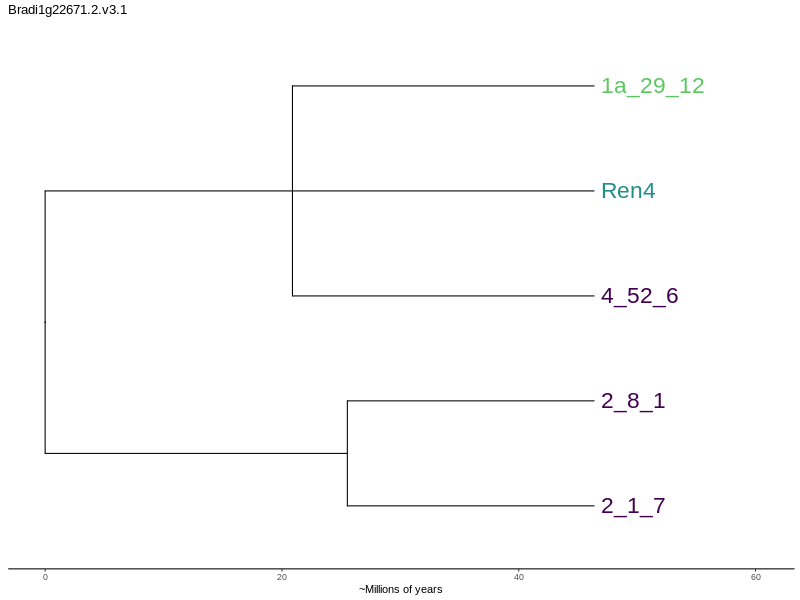 Bradi1g22671.2.v3.1
1a_29_12
Ren4
4_52_6
2_8_1
2_1_7
0 20 40 60
~Millions of years